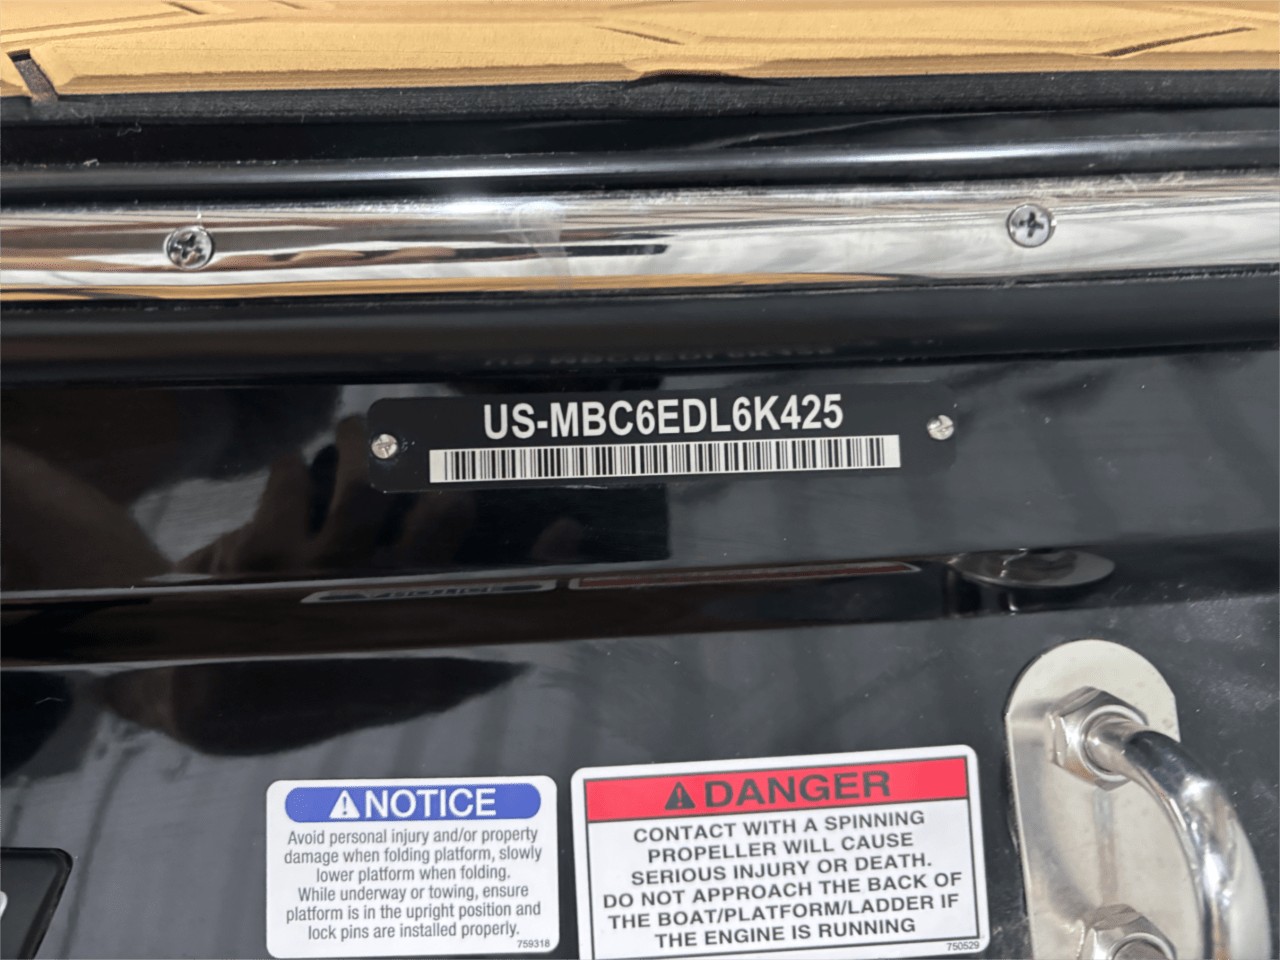 US-MBC6EDL6K425
NOTICE
Avoid personal injury and/or property
damage when folding platform, slowly
lower platform when folding.
While underway or towing, ensure
platform is in the upright position and
lock pins are installed properly.
759318
DANGER
CONTACT WITH A SPINNING
PROPELLER WILL CAUSE
SERIOUS INJURY OR DEATH.
DO NOT APPROACH THE BACK OF
THE BOAT/PLATFORM/LADDER IF
THE ENGINE IS RUNNING
750529